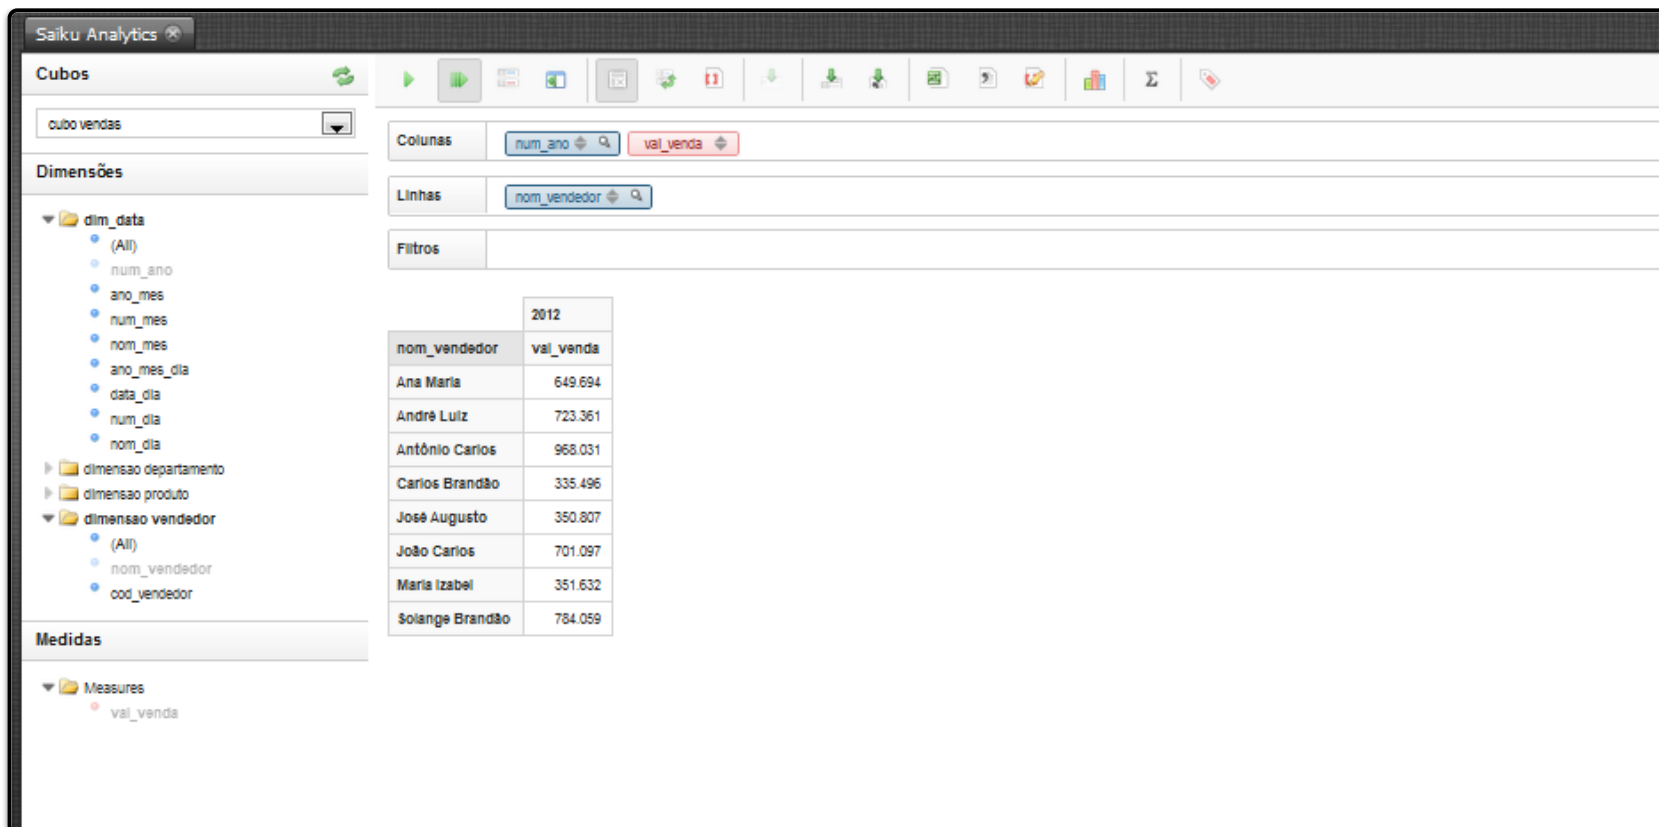 Saiku Analytics
Cubos
cubo vendas
Dimensões
dim_data
(All)
num_ano
ano_mes
num_mes
nom_mes
ano_mes_dia
data_dia
num_dia
nom_dia
dimensao departamento
dimensao produto
dimensao vendedor
(All)
nom_vendedor
cod_vendedor
Medidas
Measures
val_venda
Colunas num_ano val_venda
Linhas nom_vendedor
Filtros
2012
nom_vendedor val_venda
Ana Maria 649.694
André Luiz 723.361
Antônio Carlos 968.031
Carlos Brandão 335.496
José Augusto 350.807
João Carlos 701.097
Maria Izabel 351.632
Solange Brandão 784.059